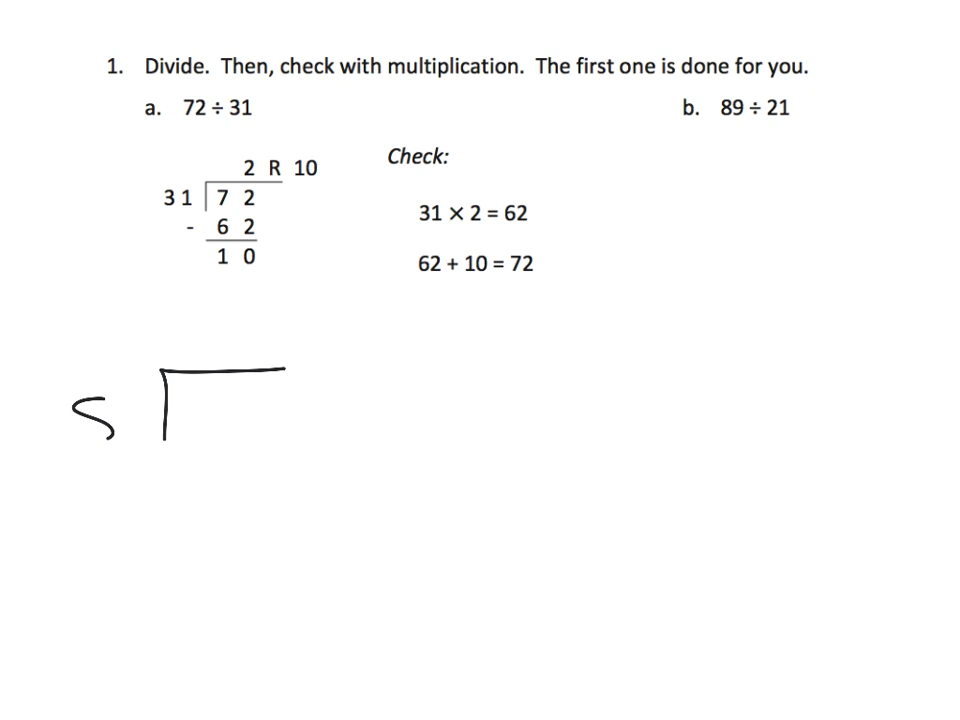 1. Divide. Then, check with multiplication. The first one is done for you.
a. 72 ÷ 31
b. 89 ÷ 21
Check:
2 R 10
31 7 2
- 6 2
1 0
31 × 2 = 62
62 + 10 = 72